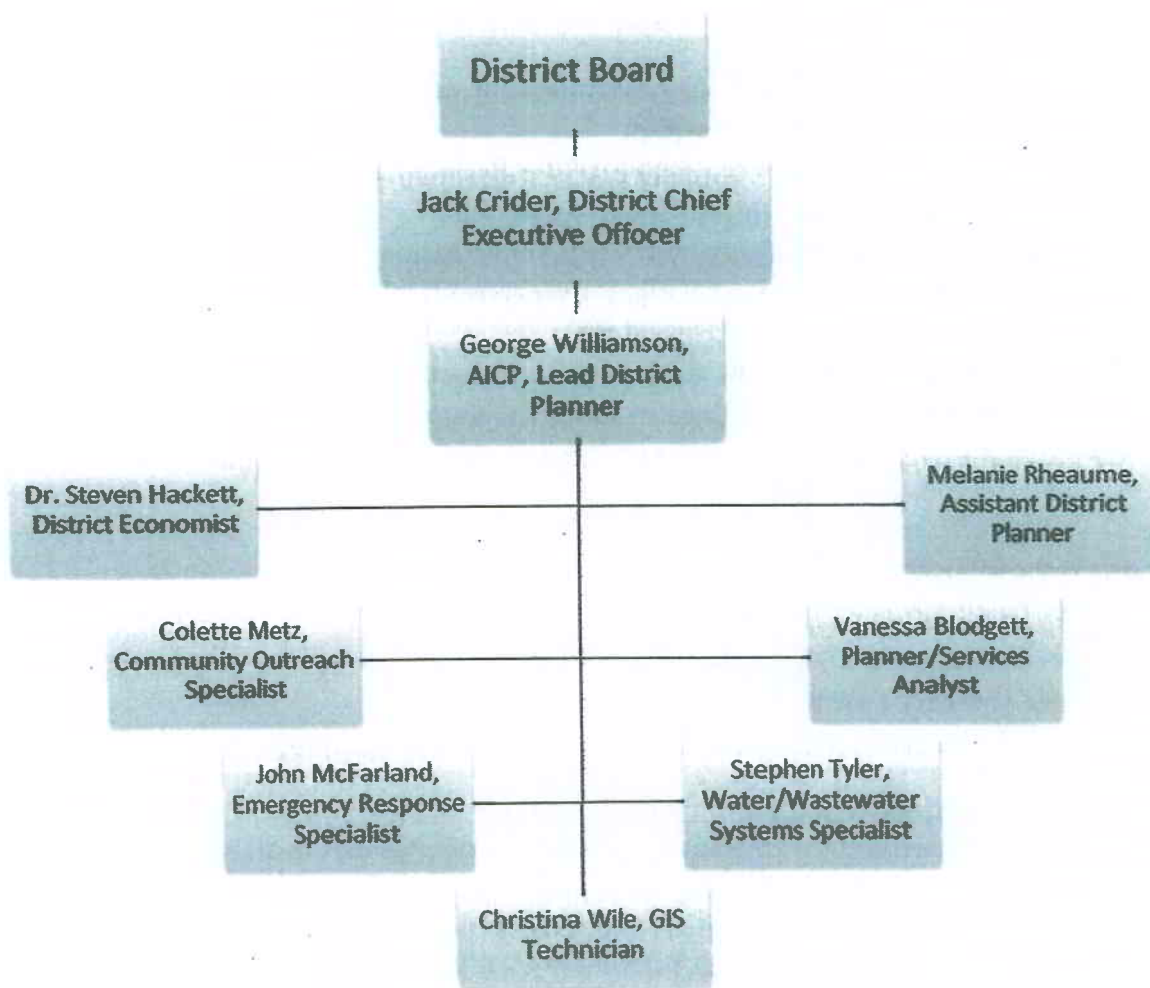 District Board
Jack Crider, District Chief
Executive Offocer
George Williamson,
AICP, Lead District
Planner
Dr. Steven Hackett,
District Economist
Melanie Rheaume,
Assistant District
Planner
Colette Metz,
Community Outreach
Specialist
Vanessa Blodgett,
Planner/Services
Analyst
John McFarland,
Emergency Response
Specialist
Stephen Tyler,
Water/Wastewater
Systems Specialist
Christina Wile, GIS
Technician